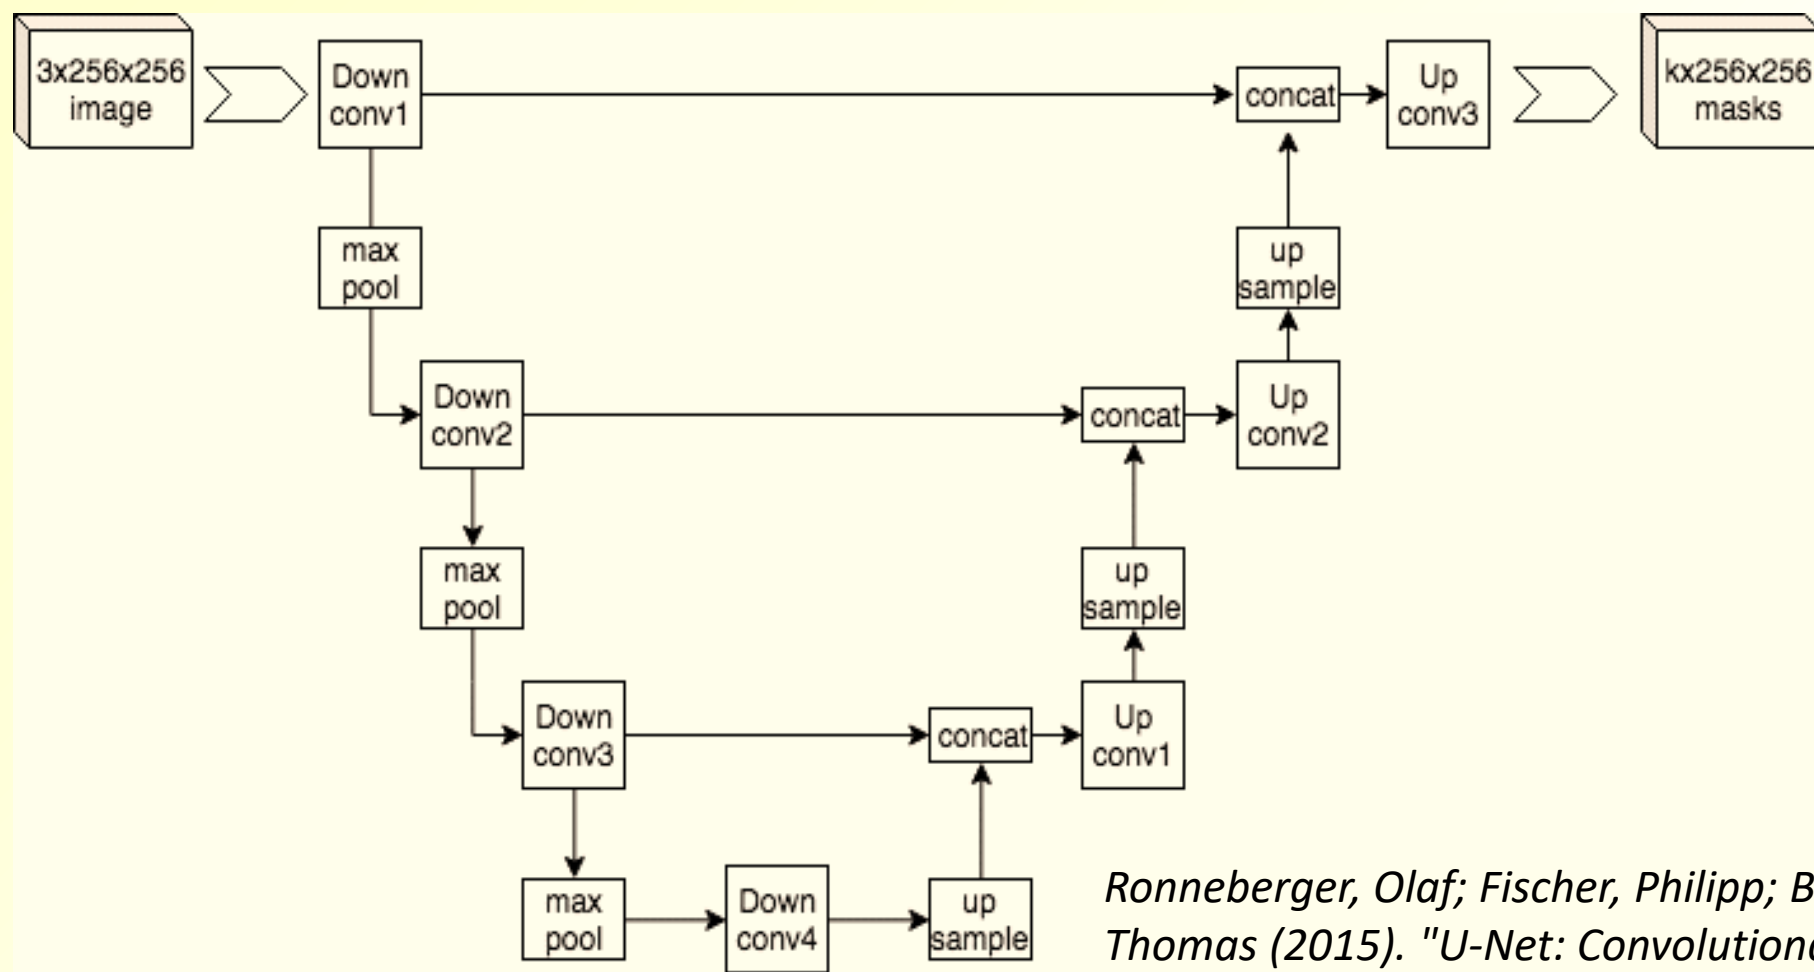 3x256x256
image
Down
conv1
concat
Up
conv3
kx256x256
masks
max
pool
up
sample
Down
conv2
concat
Up
conv2
max
pool
up
sample
Down
conv3
concat
Up
conv1
max
pool
Down
conv4
up
sample
Ronneberger, Olaf; Fischer, Philipp; B
Thomas (2015). "U-Net: Convolutiona